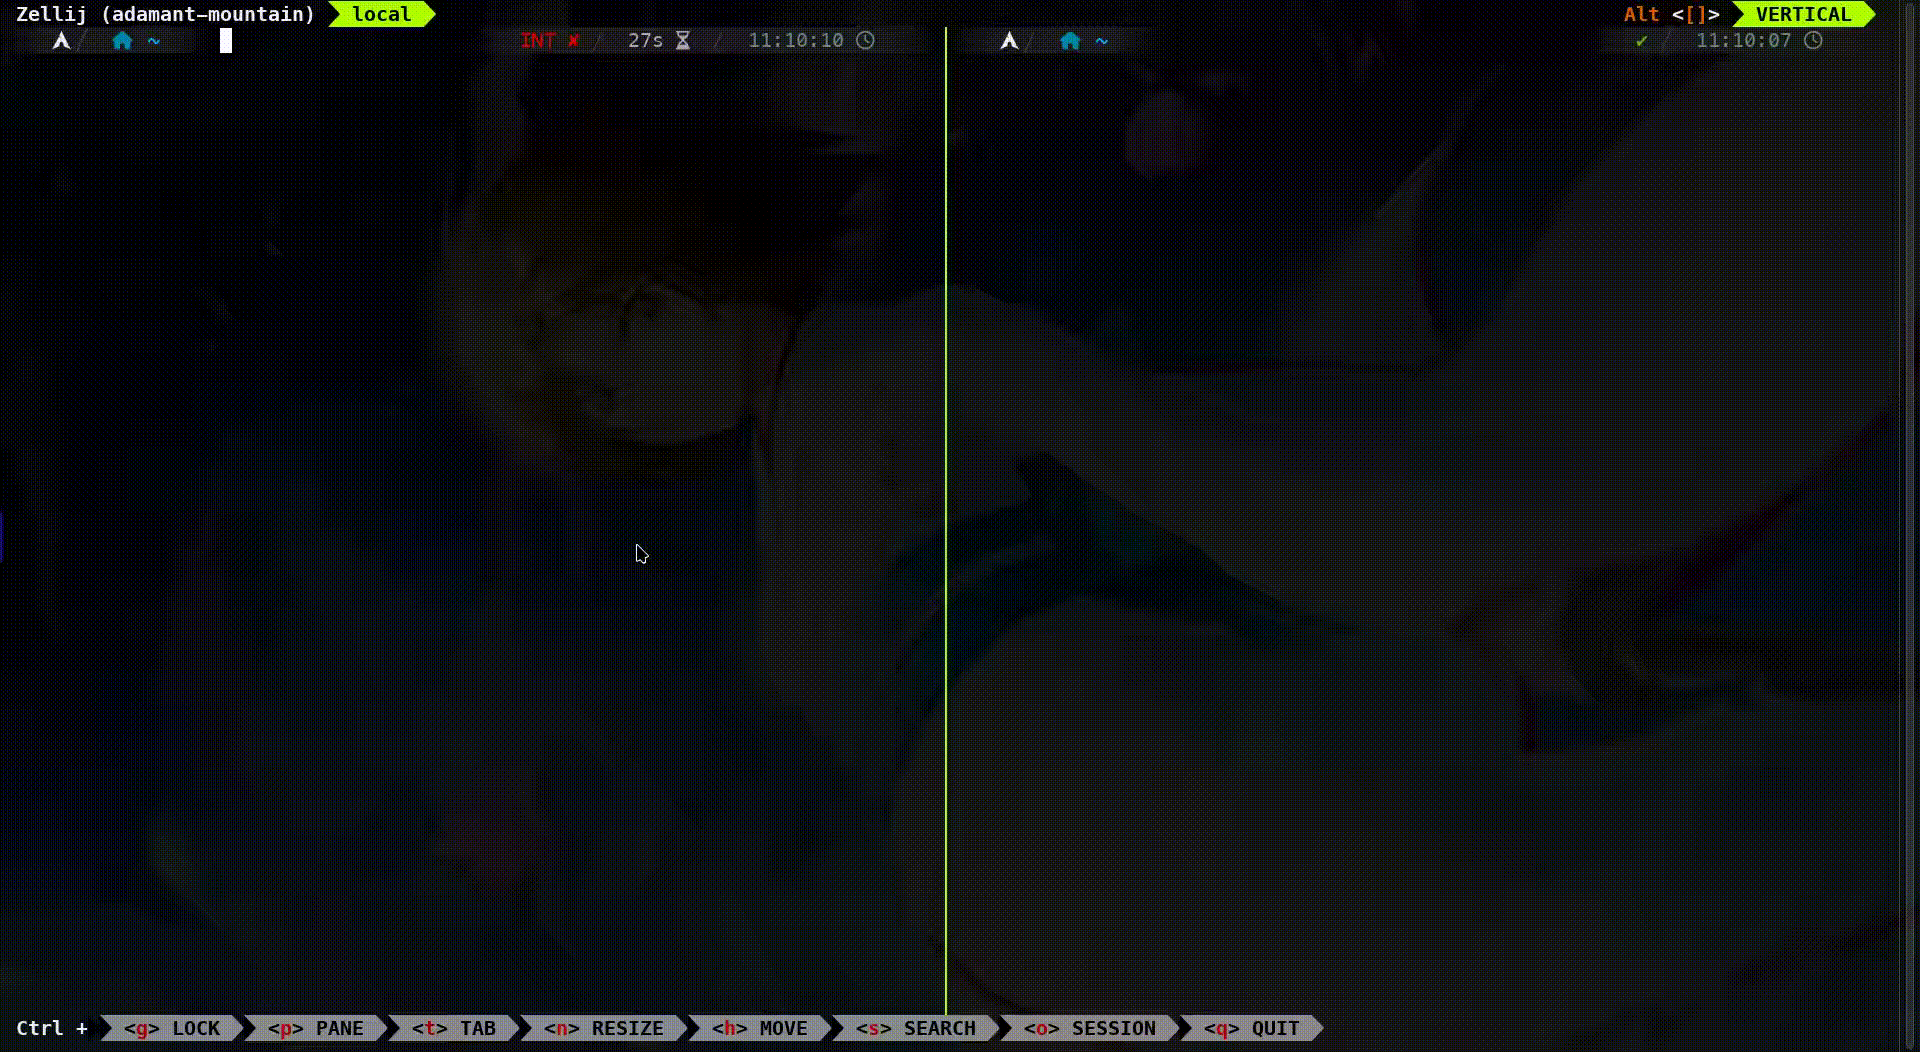 Zellij (adamant-mountain) local Alt <[]> VERTICAL
~ INT ✘ 27s 11:10:10 ~ ✔ 11:10:07
Ctrl + <g> LOCK <p> PANE <t> TAB <n> RESIZE <h> MOVE <s> SEARCH <o> SESSION <q> QUIT